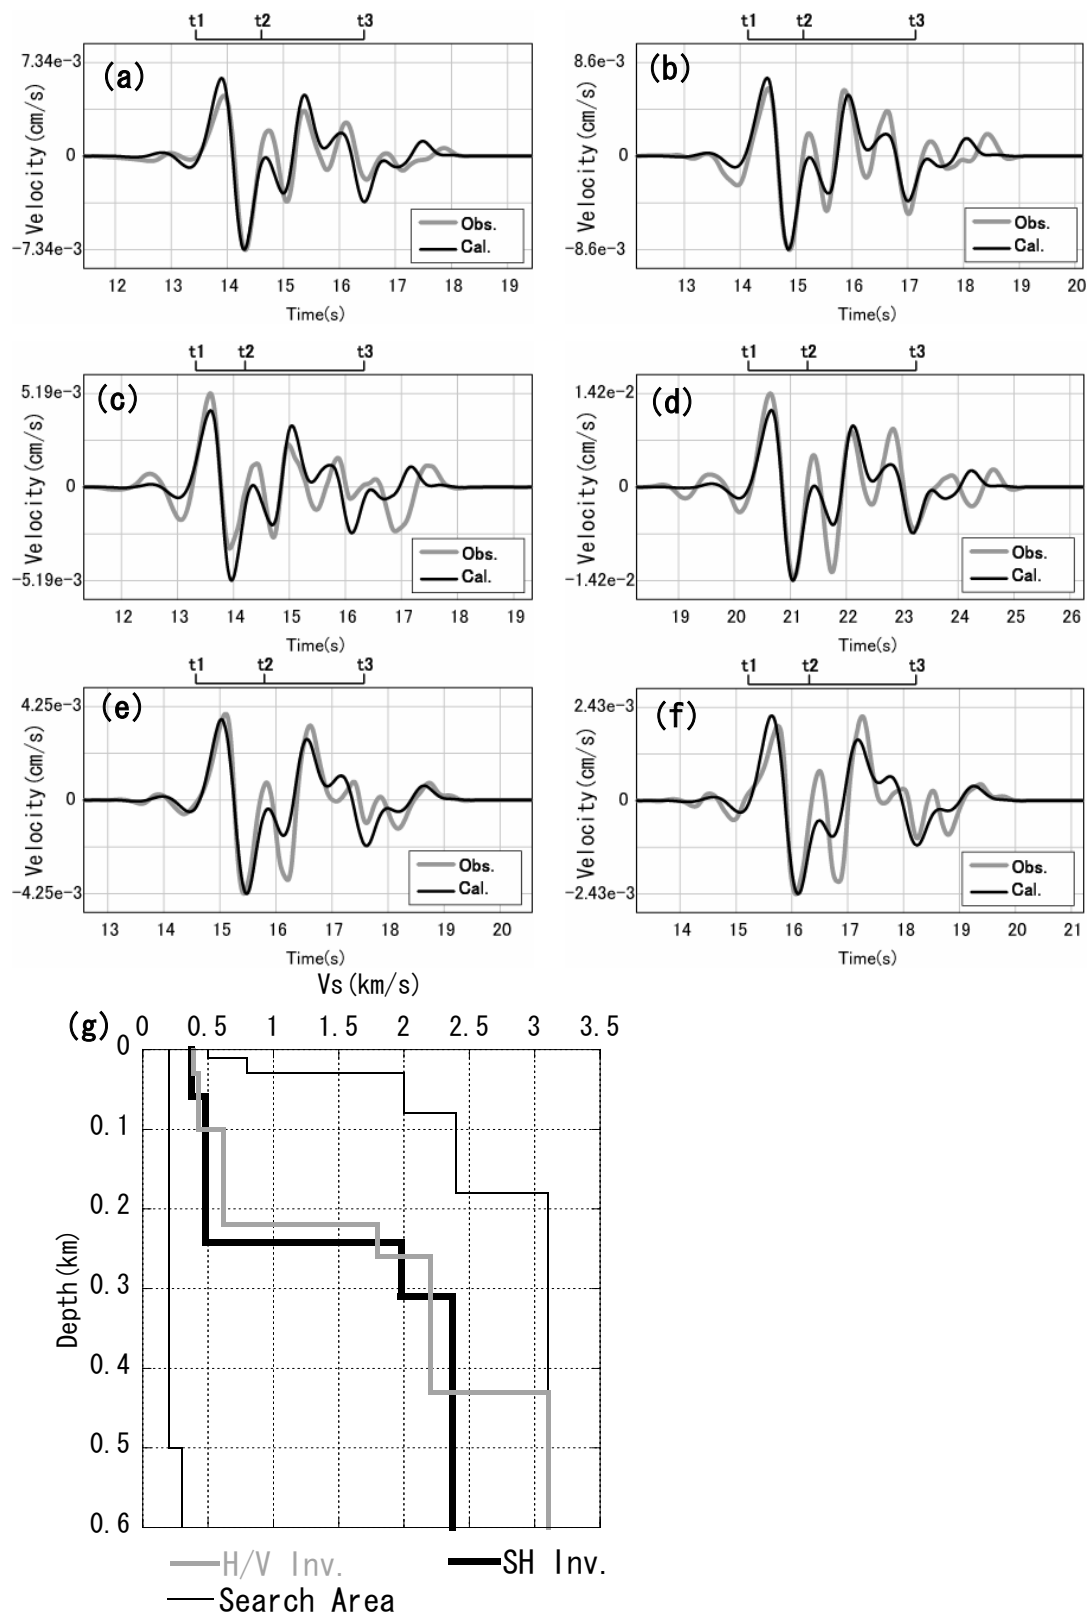 t1 t2 t3
(a)
Velocity(cm/s)
7.34e-3
0
-7.34e-3
Obs.
Cal.
12 13 14 15 16 17 18 19
Time(s)
t1 t2 t3
(b)
Velocity(cm/s)
8.6e-3
0
-8.6e-3
Obs.
Cal.
13 14 15 16 17 18 19 20
Time(s)
t1 t2 t3
(c)
Velocity(cm/s)
5.19e-3
0
-5.19e-3
Obs.
Cal.
12 13 14 15 16 17 18 19
Time(s)
t1 t2 t3
(d)
Velocity(cm/s)
1.42e-2
0
-1.42e-2
Obs.
Cal.
19 20 21 22 23 24 25 26
Time(s)
t1 t2 t3
(e)
Velocity(cm/s)
4.25e-3
0
-4.25e-3
Obs.
Cal.
13 14 15 16 17 18 19 20
Time(s)
t1 t2 t3
(f)
Velocity(cm/s)
2.43e-3
0
-2.43e-3
Obs.
Cal.
14 15 16 17 18 19 20 21
Time(s)
Vs(km/s)
(g) 0 0.5 1 1.5 2 2.5 3 3.5
Depth(km)
0
0.1
0.2
0.3
0.4
0.5
0.6
H/V Inv. SH Inv.
Search Area